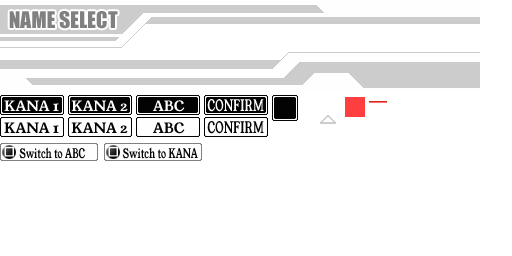 NAME SELECT
KANA 1 KANA 2 ABC CONFIRM
KANA 1 KANA 2 ABC CONFIRM
Switch to ABC Switch to KANA